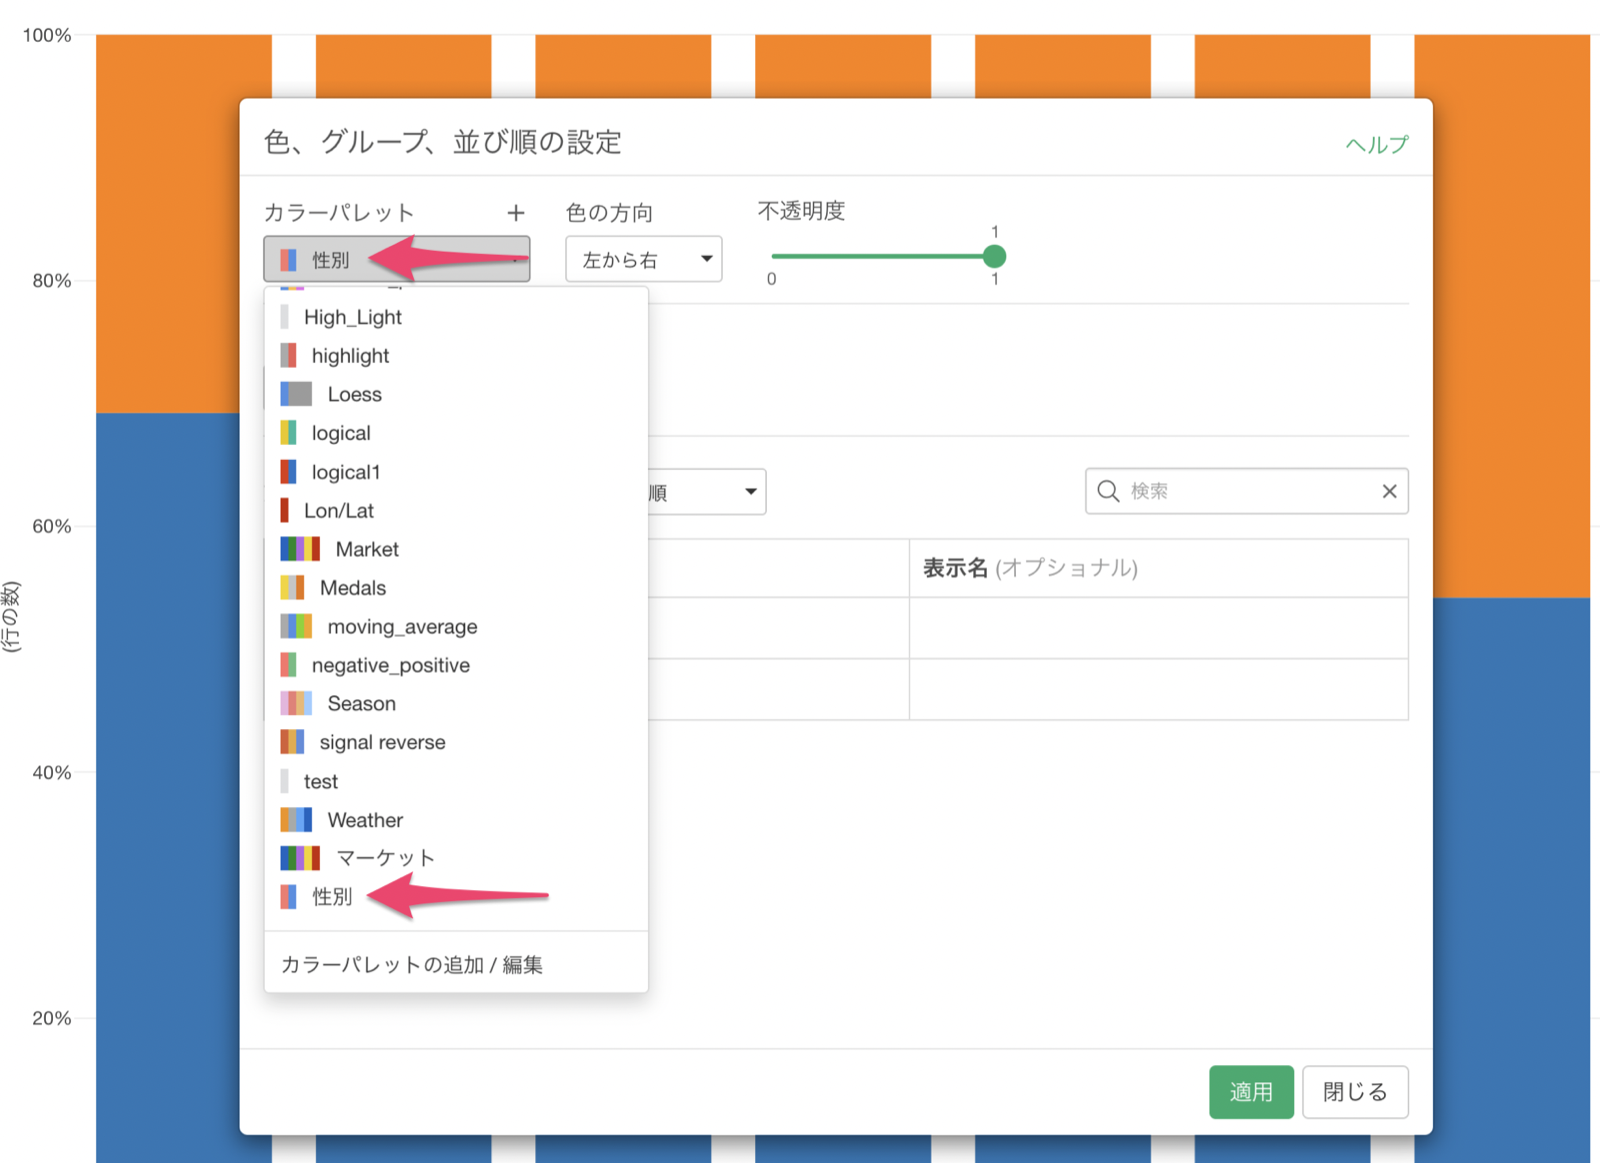 100%
色、グループ、並び順の設定
ヘルプ
カラーパレット
+
色の方向
不透明度
1
性別
左から右
0
1
80%
High_Light
highlight
Loess
logical
logical1
順
検索
Lon/Lat
60%
Market
表示名 (オプショナル)
Medals
(行の数)
moving_average
negative_positive
Season
signal reverse
40%
test
Weather
マーケット
性別
カラーパレットの追加 / 編集
20%
適用
閉じる